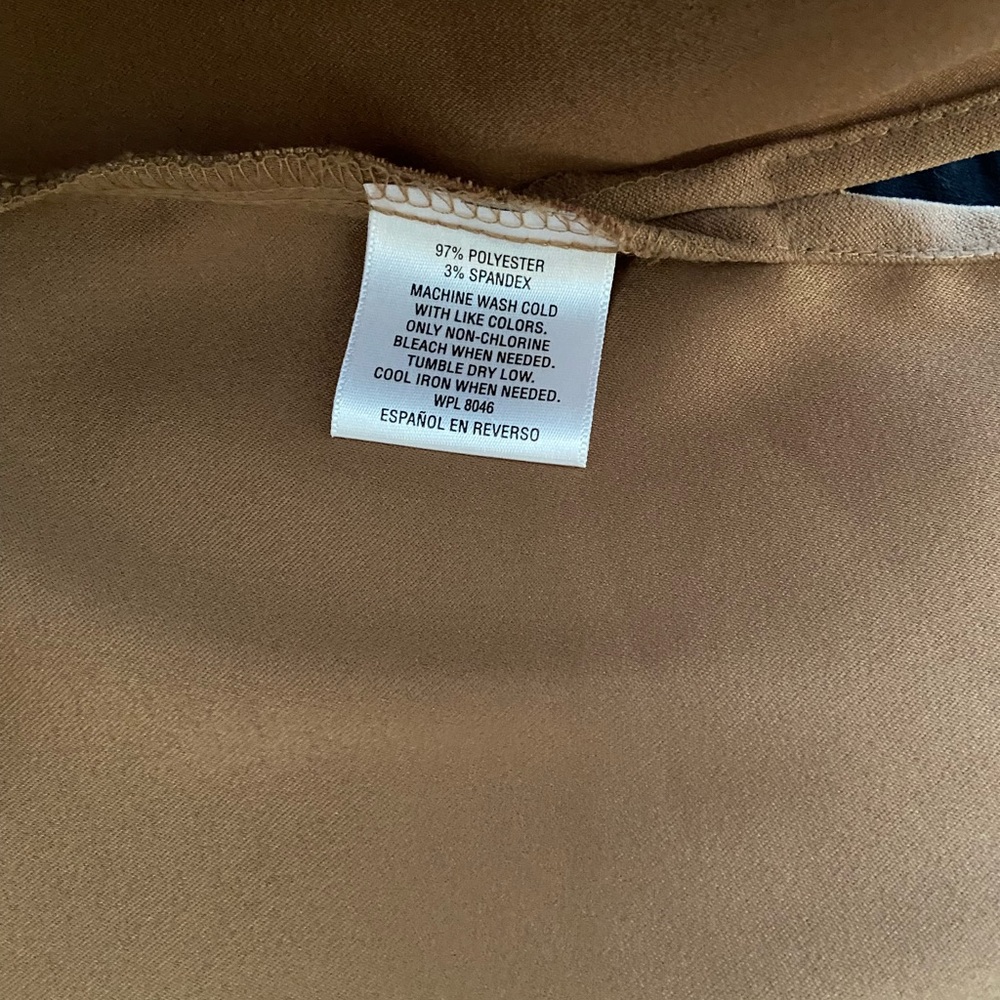 97% POLYESTER
3% SPANDEX
MACHINE WASH COLD
WITH LIKE COLORS.
ONLY NON-CHLORINE
BLEACH WHEN NEEDED.
TUMBLE DRY LOW.
COOL IRON WHEN NEEDED.
WPL 8046
ESPAÑOL EN REVERSO